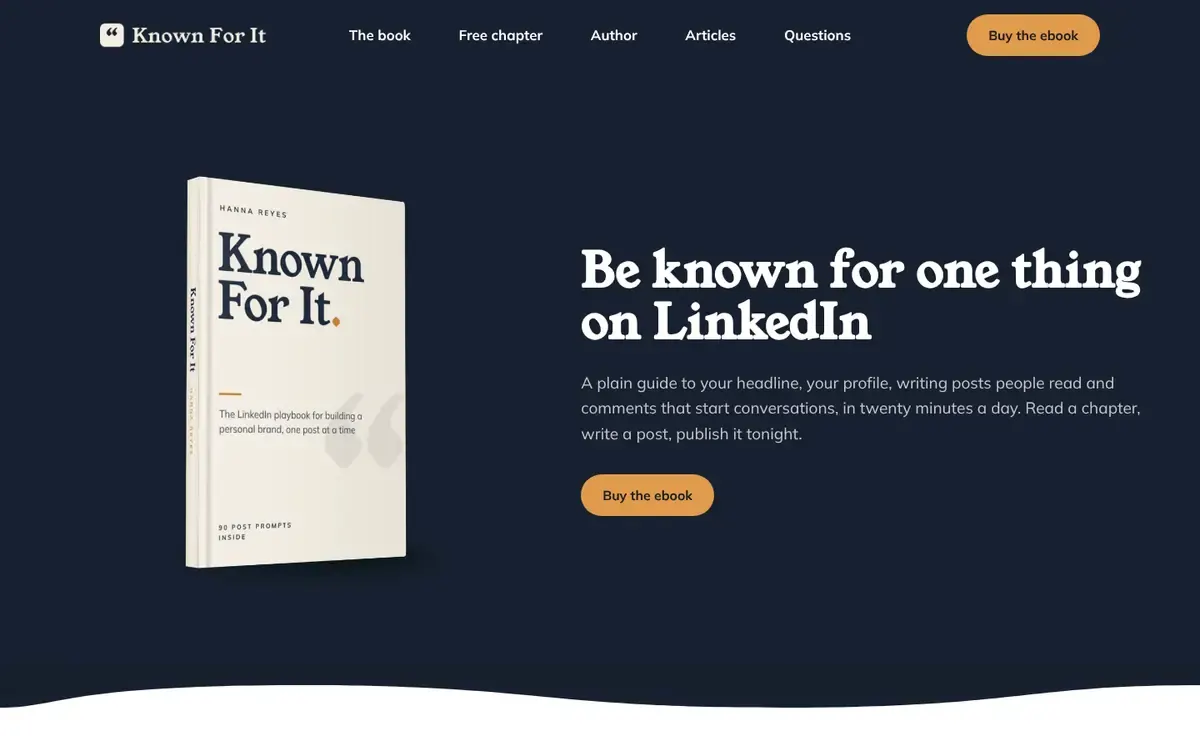 Known For It
The book
Free chapter
Author
Articles
Questions
Buy the ebook
HANNA REYES
Known
For It.
The LinkedIn playbook for building a
personal brand, one post at a time
90 POST PROMPTS
INSIDE
Known For It
HANNA REYES
Be known for one thing
on LinkedIn
A plain guide to your headline, your profile, writing posts people read and
comments that start conversations, in twenty minutes a day. Read a chapter,
write a post, publish it tonight.
Buy the ebook